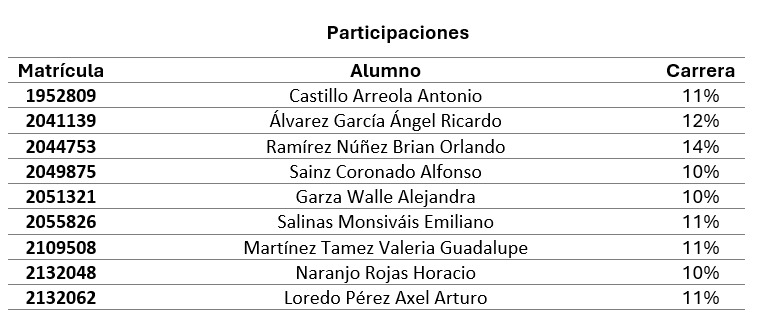 Participaciones
Matrícula Alumno Carrera
1952809 Castillo Arreola Antonio 11%
2041139 Álvarez García Ángel Ricardo 12%
2044753 Ramírez Núñez Brian Orlando 14%
2049875 Sainz Coronado Alfonso 10%
2051321 Garza Walle Alejandra 10%
2055826 Salinas Monsiváis Emiliano 11%
2109508 Martínez Tamez Valeria Guadalupe 11%
2132048 Naranjo Rojas Horacio 10%
2132062 Loredo Pérez Axel Arturo 11%